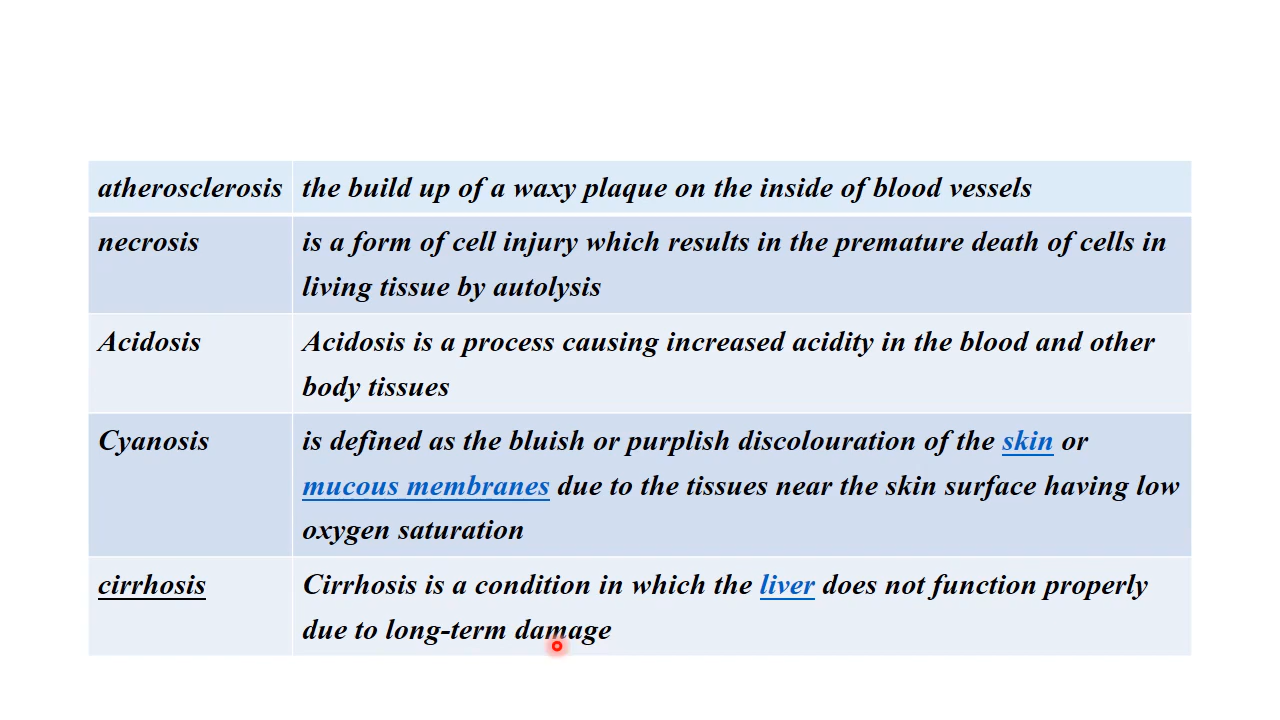 atherosclerosis the build up of a waxy plaque on the inside of blood vessels
necrosis is a form of cell injury which results in the premature death of cells in
living tissue by autolysis
Acidosis Acidosis is a process causing increased acidity in the blood and other
body tissues
Cyanosis is defined as the bluish or purplish discolouration of the skin or
mucous membranes due to the tissues near the skin surface having low
oxygen saturation
cirrhosis Cirrhosis is a condition in which the liver does not function properly
due to long-term damage